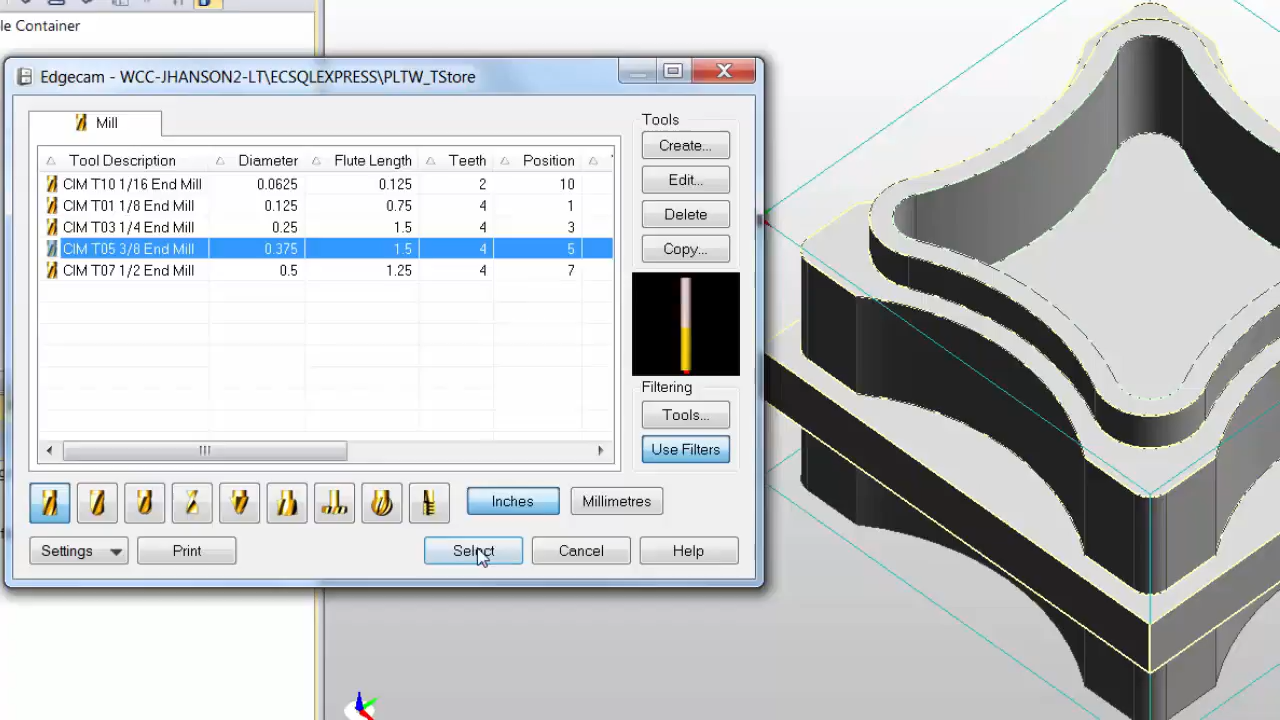 le Container
Edgecam - WCC-JHANSON2-LT\ECSQLEXPRESS\PLTW_TStore
Mill
Tool Description Diameter Flute Length Teeth Position
CIM T10 1/16 End Mill 0.0625 0.125 2 10
CIM T01 1/8 End Mill 0.125 0.75 4 1
CIM T03 1/4 End Mill 0.25 1.5 4 3
CIM T05 3/8 End Mill 0.375 1.5 4 5
CIM T07 1/2 End Mill 0.5 1.25 4 7
Tools
Create...
Edit...
Delete
Copy...
Filtering
Tools...
Use Filters
Inches Millimetres
Settings Print Select Cancel Help